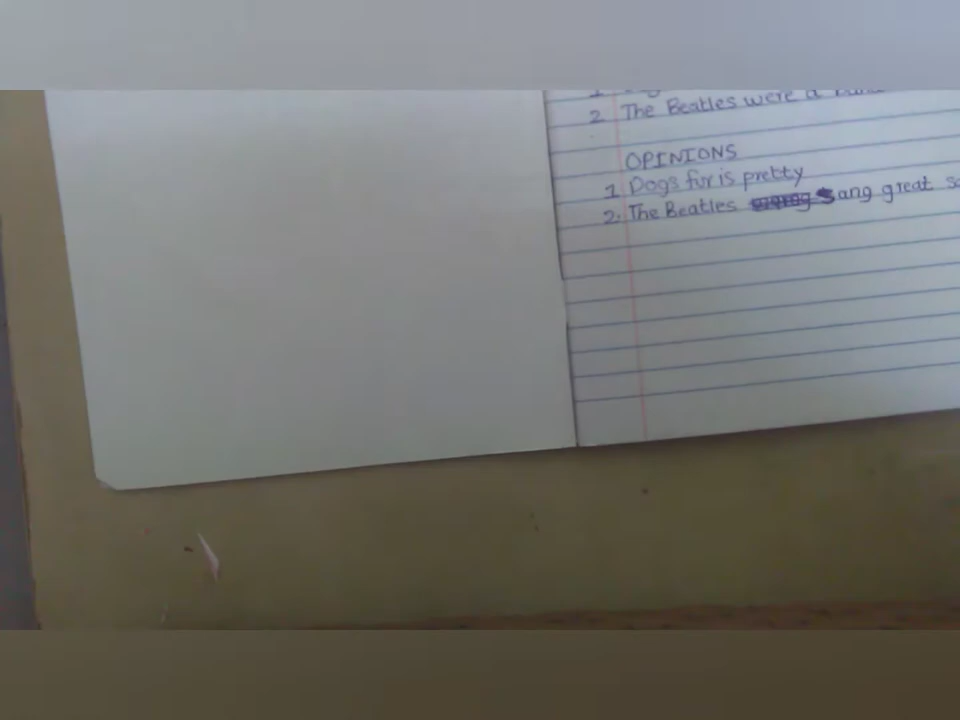 2 The Beatles were a
OPINIONS
1 Dogs fur is pretty
2. The Beatles Sang great